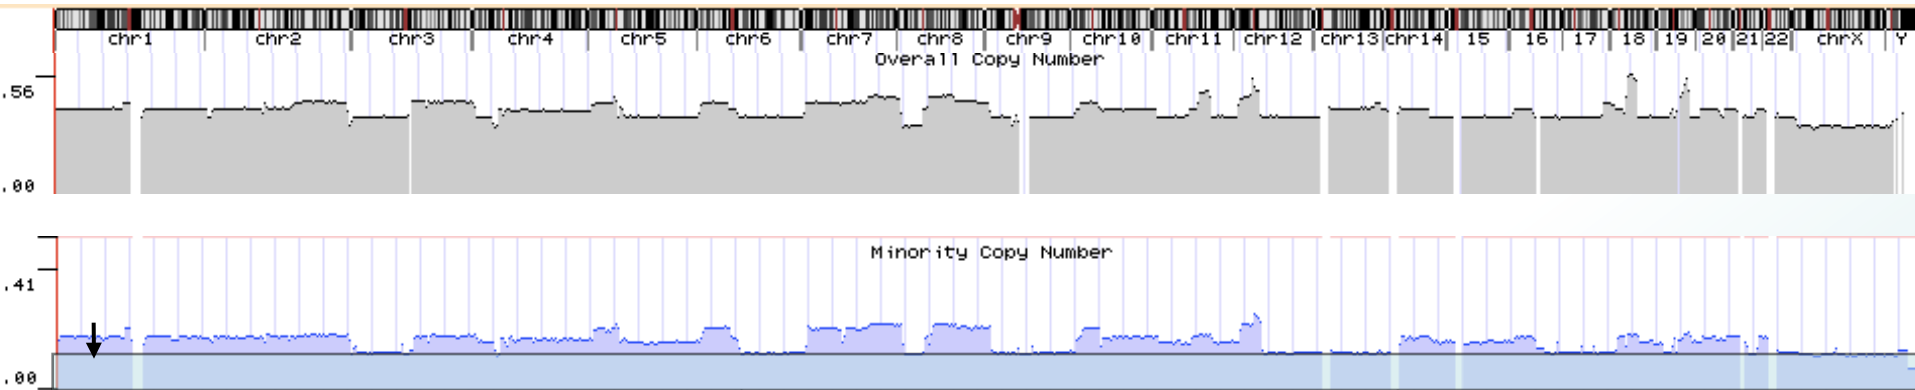 chr1 chr2 chr3 chr4 chr5 chr6 chr7 chr8 chr9 chr10 chr11 chr12 chr13 chr14 15 16 17 18 19 20 21 22 chrX Y
Overall Copy Number
.56
.00
Minority Copy Number
.41
.00